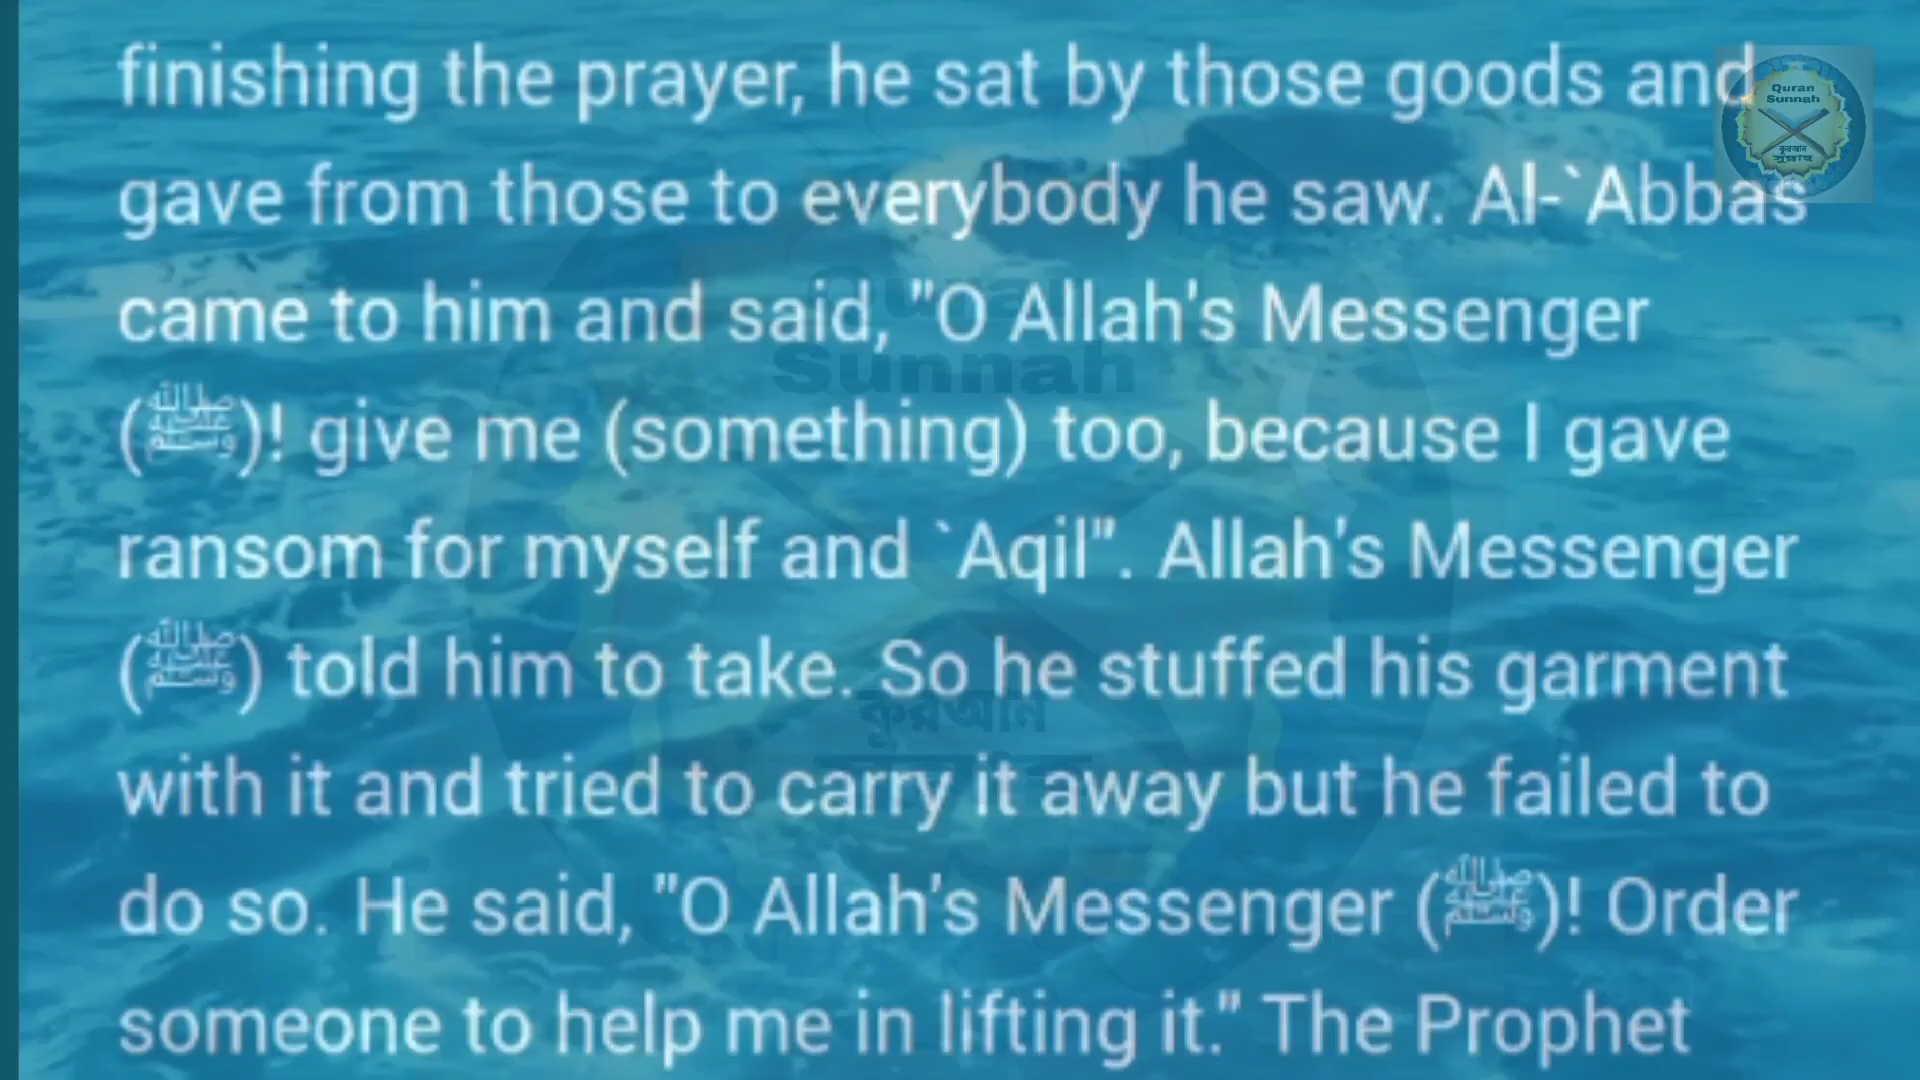 finishing the prayer, he sat by those goods and
gave from those to everybody he saw. Al-`Abbas
came to him and said, "O Allah's Messenger
(ﷺ)! give me (something) too, because I gave
ransom for myself and `Aqil". Allah's Messenger
(ﷺ) told him to take. So he stuffed his garment
with it and tried to carry it away but he failed to
do so. He said, "O Allah's Messenger (ﷺ)! Order
someone to help me in lifting it." The Prophet
Quran
Sunnah
কুরআন
সুন্নাহ
Quran
Sunnah
কুরআন